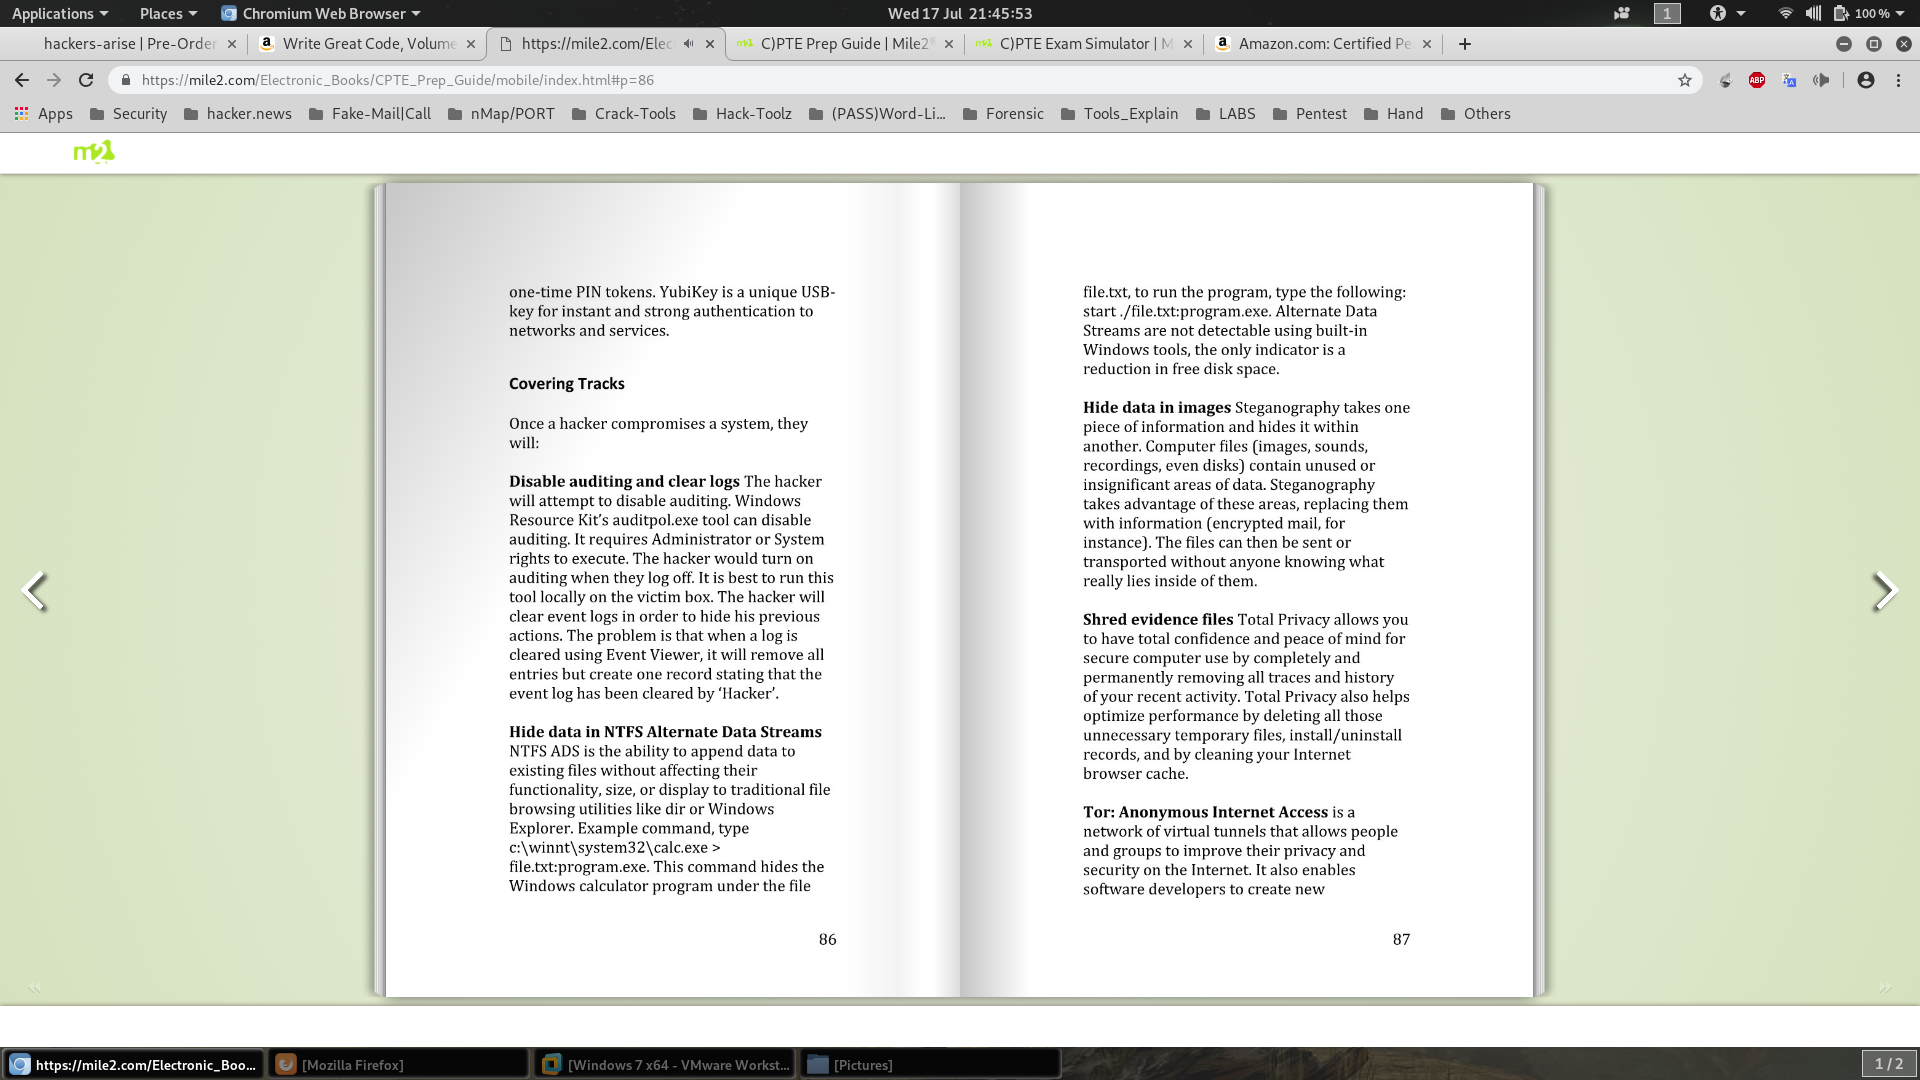 Applications
Places
Chromium Web Browser
Wed 17 Jul 21:45:53
1
100 %
hackers-arise | Pre-Order
Write Great Code, Volume
https://mile2.com/Elec
C)PTE Prep Guide | Mile2
C)PTE Exam Simulator | M
Amazon.com: Certified Pe
https://mile2.com/Electronic_Books/CPTE_Prep_Guide/mobile/index.html#p=86
ABP
Apps
Security
hacker.news
Fake-Mail|Call
nMap/PORT
Crack-Tools
Hack-Toolz
(PASS)Word-Li...
Forensic
Tools_Explain
LABS
Pentest
Hand
Others
m2
one-time PIN tokens. YubiKey is a unique USB-
key for instant and strong authentication to
networks and services.
Covering Tracks
Once a hacker compromises a system, they
will:
Disable auditing and clear logs The hacker
will attempt to disable auditing. Windows
Resource Kit’s auditpol.exe tool can disable
auditing. It requires Administrator or System
rights to execute. The hacker would turn on
auditing when they log off. It is best to run this
tool locally on the victim box. The hacker will
clear event logs in order to hide his previous
actions. The problem is that when a log is
cleared using Event Viewer, it will remove all
entries but create one record stating that the
event log has been cleared by ‘Hacker’.
Hide data in NTFS Alternate Data Streams
NTFS ADS is the ability to append data to
existing files without affecting their
functionality, size, or display to traditional file
browsing utilities like dir or Windows
Explorer. Example command, type
c:\winnt\system32\calc.exe >
file.txt:program.exe. This command hides the
Windows calculator program under the file
86
file.txt, to run the program, type the following:
start ./file.txt:program.exe. Alternate Data
Streams are not detectable using built-in
Windows tools, the only indicator is a
reduction in free disk space.
Hide data in images Steganography takes one
piece of information and hides it within
another. Computer files (images, sounds,
recordings, even disks) contain unused or
insignificant areas of data. Steganography
takes advantage of these areas, replacing them
with information (encrypted mail, for
instance). The files can then be sent or
transported without anyone knowing what
really lies inside of them.
Shred evidence files Total Privacy allows you
to have total confidence and peace of mind for
secure computer use by completely and
permanently removing all traces and history
of your recent activity. Total Privacy also helps
optimize performance by deleting all those
unnecessary temporary files, install/uninstall
records, and by cleaning your Internet
browser cache.
Tor: Anonymous Internet Access is a
network of virtual tunnels that allows people
and groups to improve their privacy and
security on the Internet. It also enables
software developers to create new
87
https://mile2.com/Electronic_Boo...
[Mozilla Firefox]
[Windows 7 x64 - VMware Workst...
[Pictures]
1 / 2